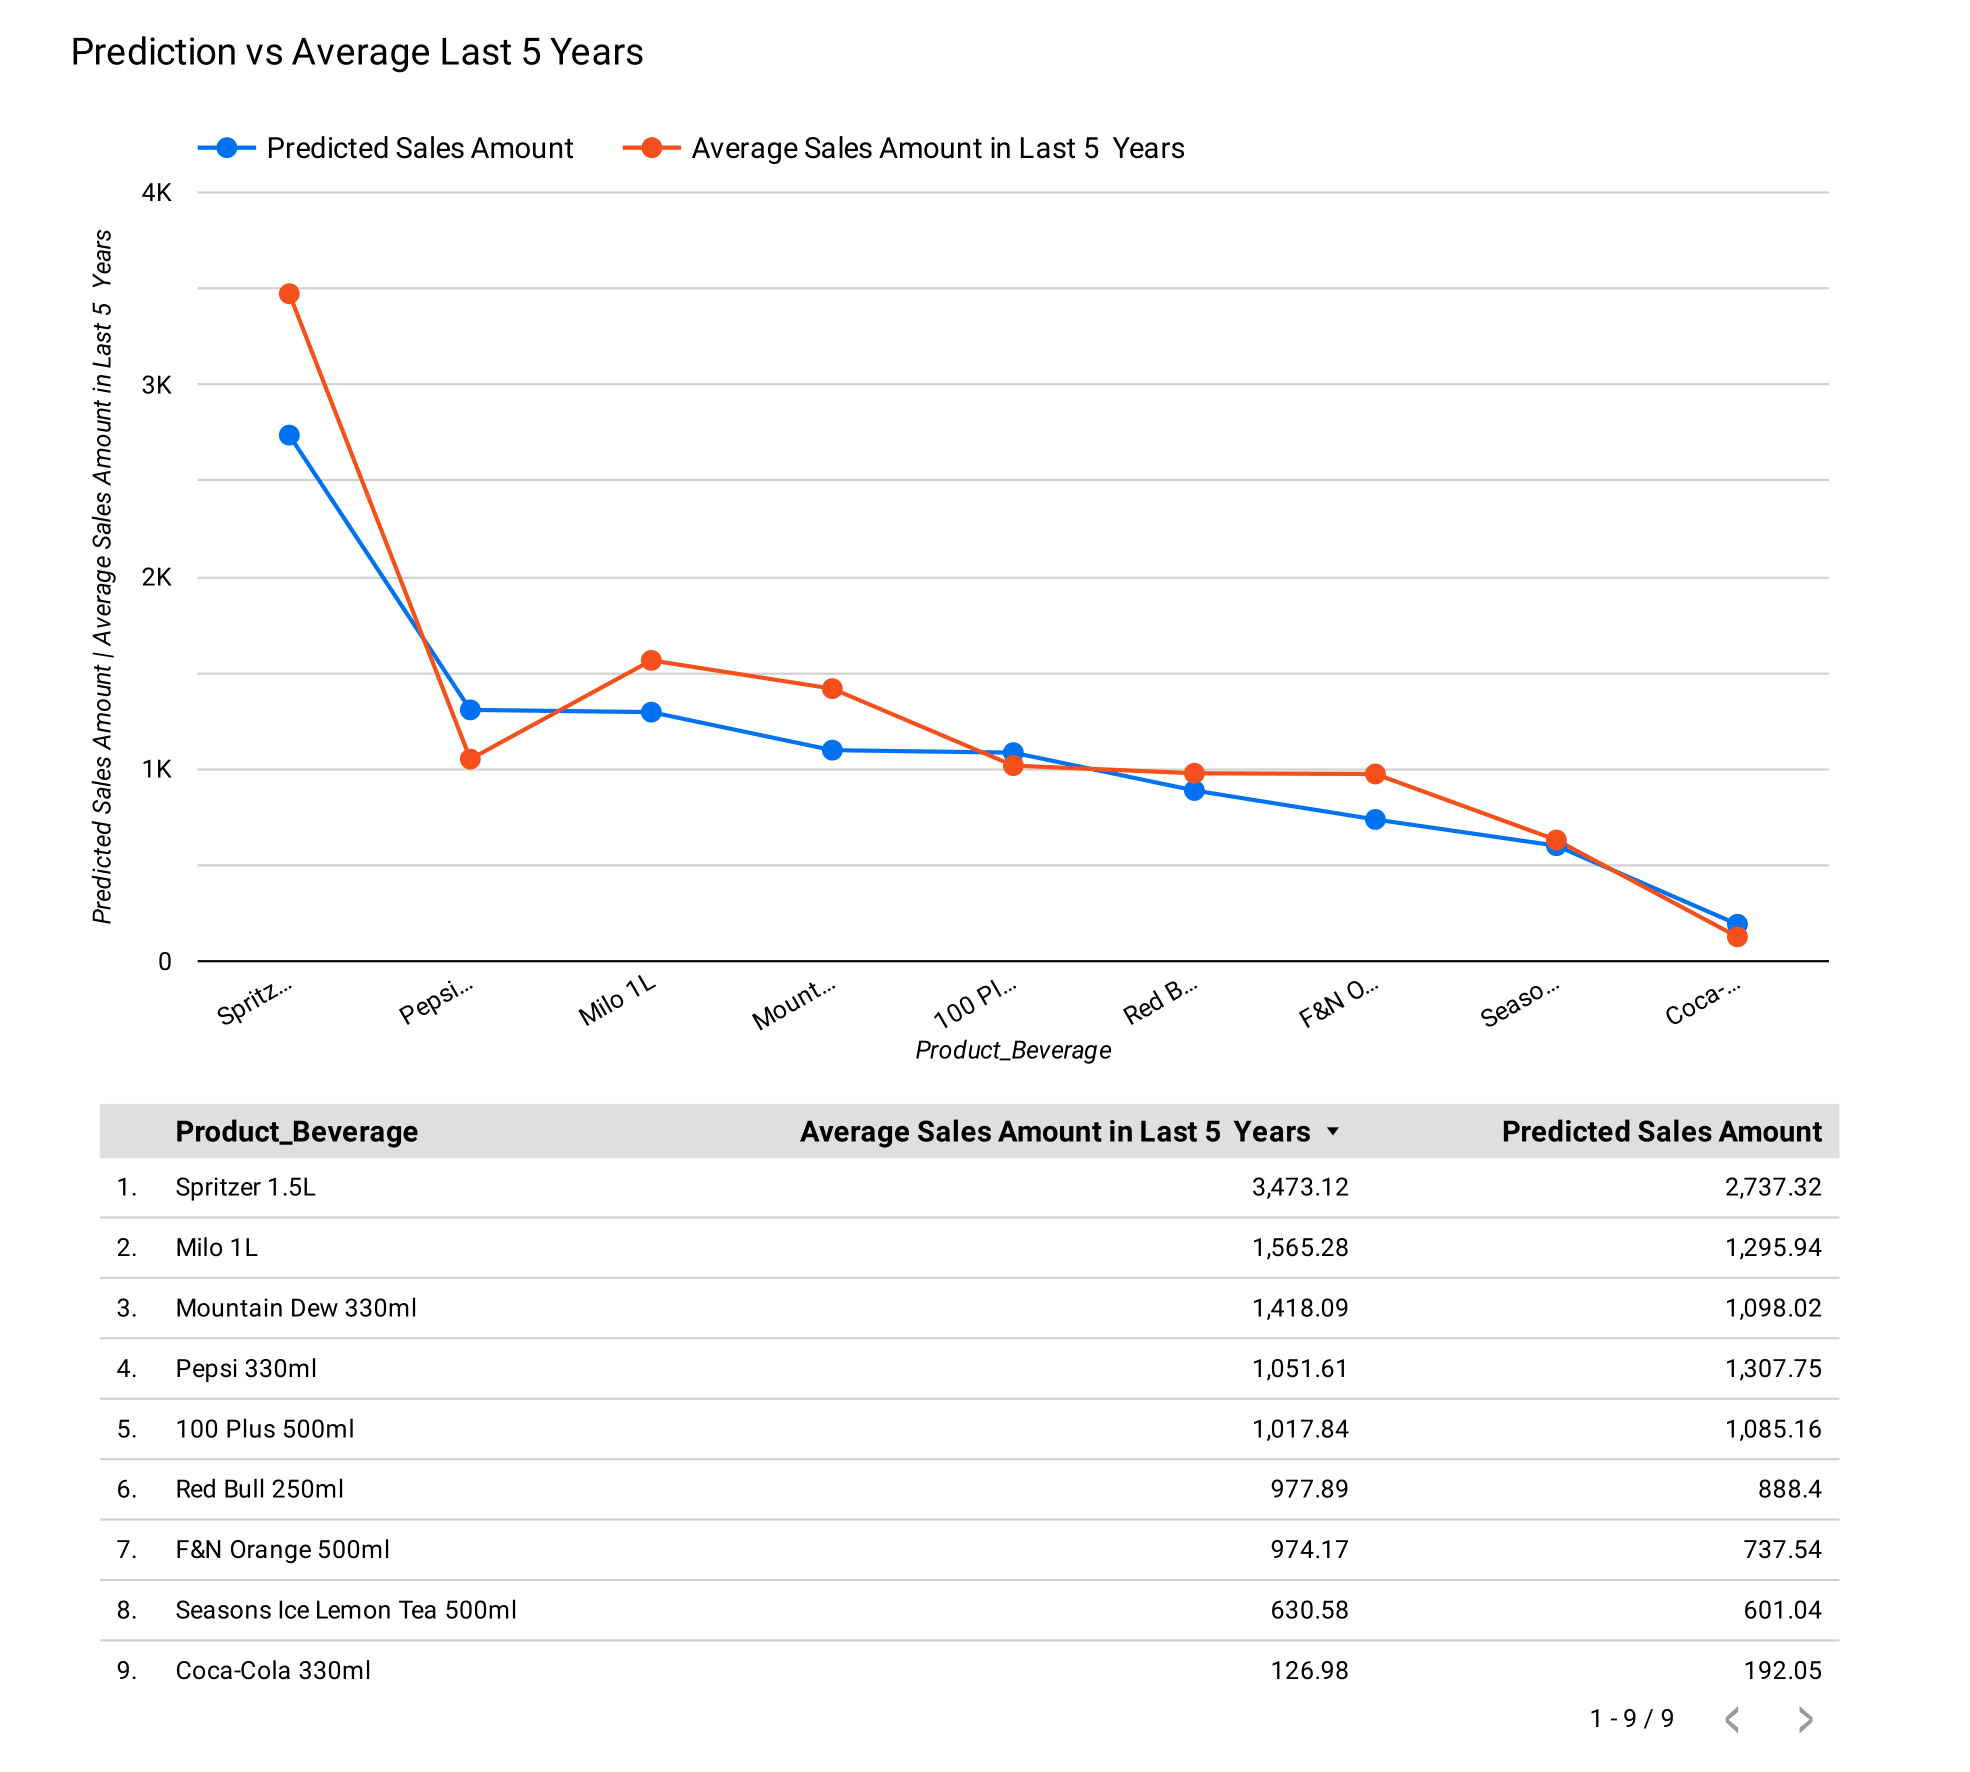 Prediction vs Average Last 5 Years
Predicted Sales Amount Average Sales Amount in Last 5 Years
4K
3K
2K
1K
0
Predicted Sales Amount | Average Sales Amount in Last 5 Years
Spritz... Pepsi... Milo 1L Mount... 100 Pl... Red B... F&N O... Seaso... Coca-...
Product_Beverage
Product_Beverage Average Sales Amount in Last 5 Years Predicted Sales Amount
1. Spritzer 1.5L 3,473.12 2,737.32
2. Milo 1L 1,565.28 1,295.94
3. Mountain Dew 330ml 1,418.09 1,098.02
4. Pepsi 330ml 1,051.61 1,307.75
5. 100 Plus 500ml 1,017.84 1,085.16
6. Red Bull 250ml 977.89 888.4
7. F&N Orange 500ml 974.17 737.54
8. Seasons Ice Lemon Tea 500ml 630.58 601.04
9. Coca-Cola 330ml 126.98 192.05
1 - 9 / 9